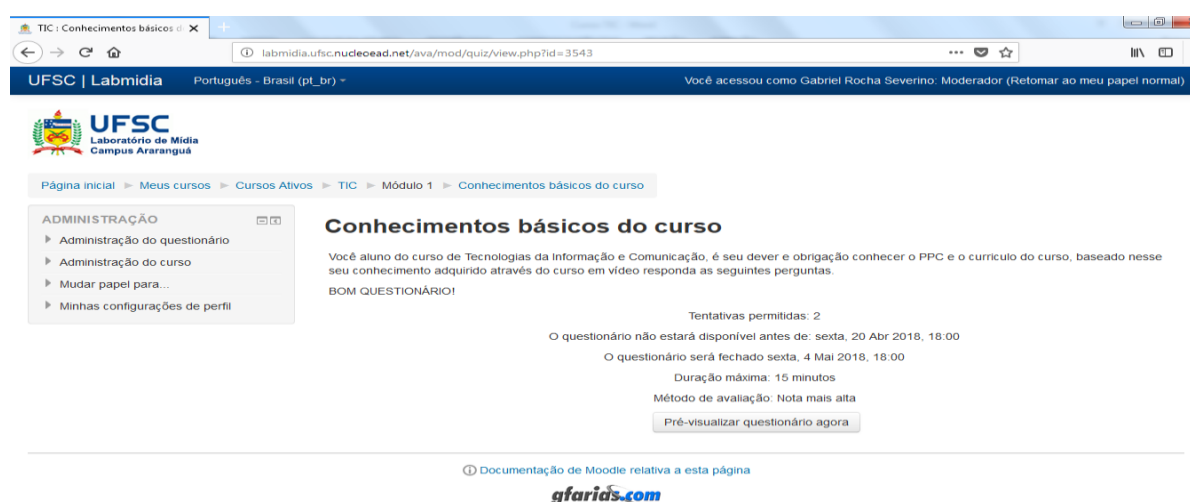 TIC : Conhecimentos básicos d
labmidia.ufsc.nucleoead.net/ava/mod/quiz/view.php?id=3543
UFSC | Labmidia Português - Brasil (pt_br) Você acessou como Gabriel Rocha Severino: Moderador (Retomar ao meu papel normal)
UFSC
Laboratório de Mídia
Campus Araranguá
Página inicial Meus cursos Cursos Ativos TIC Módulo 1 Conhecimentos básicos do curso
ADMINISTRAÇÃO
Administração do questionário
Administração do curso
Mudar papel para...
Minhas configurações de perfil
Conhecimentos básicos do curso
Você aluno do curso de Tecnologias da Informação e Comunicação, é seu dever e obrigação conhecer o PPC e o curriculo do curso, baseado nesse
seu conhecimento adquirido através do curso em vídeo responda as seguintes perguntas.
BOM QUESTIONÁRIO!
Tentativas permitidas: 2
O questionário não estará disponível antes de: sexta, 20 Abr 2018, 18:00
O questionário será fechado sexta, 4 Mai 2018, 18:00
Duração máxima: 15 minutos
Método de avaliação: Nota mais alta
Pré-visualizar questionário agora
Documentação de Moodle relativa a esta página
gfarias.com